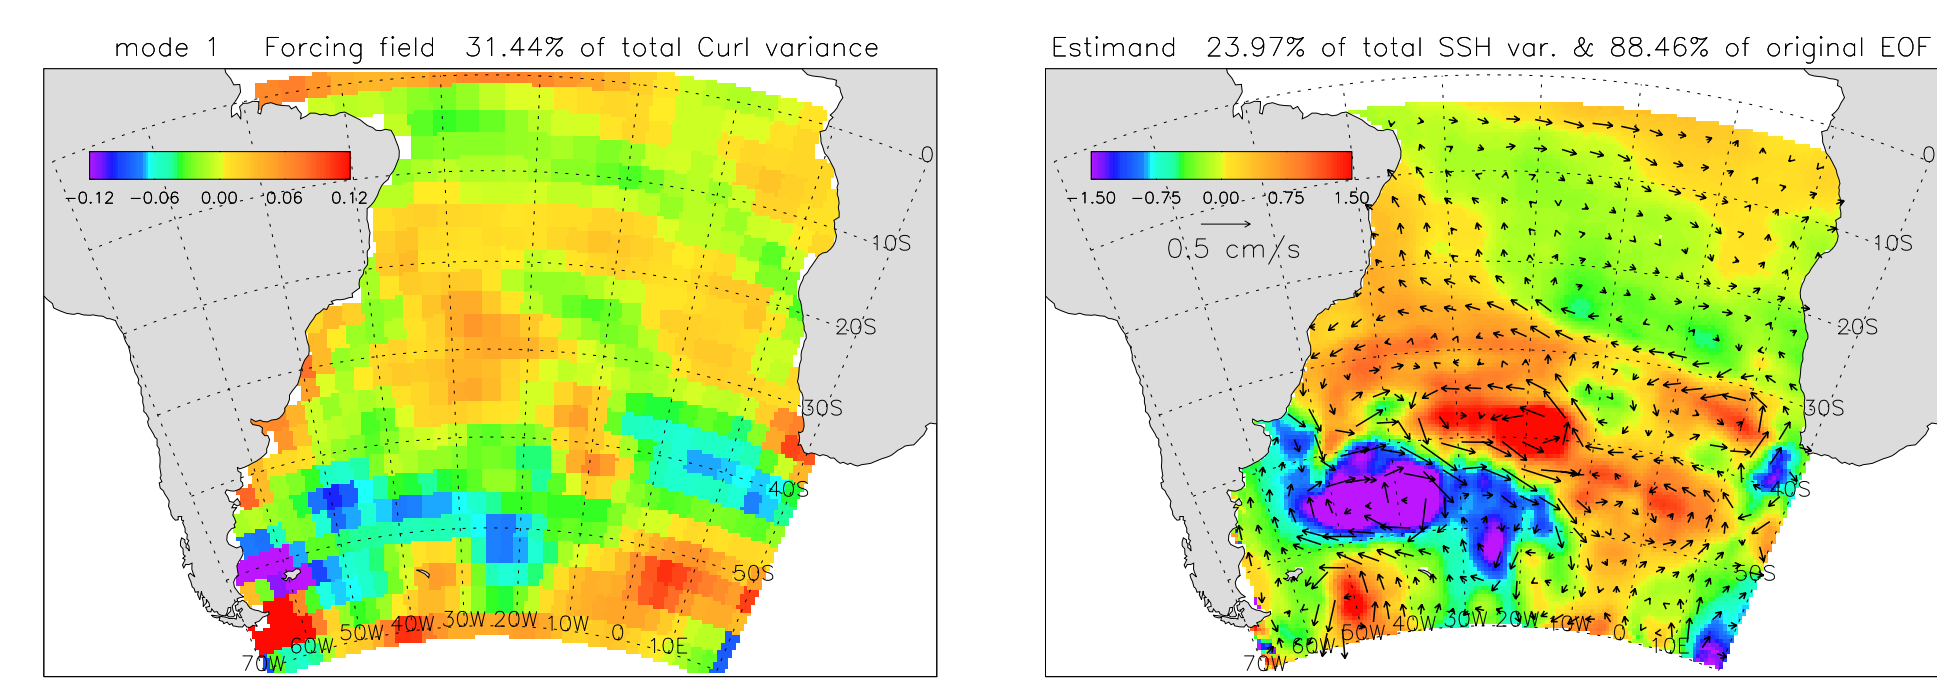 mode 1 Forcing field 31.44% of total Curl variance
-0.12 -0.06 0.00 0.06 0.12
0
10S
20S
30S
40S
50S
70W 60W 50W 40W 30W 20W 10W 0 10E
Estimand 23.97% of total SSH var. & 88.46% of original EOF
-1.50 -0.75 0.00 0.75 1.50
0.5 cm/s
0
10S
20S
30S
40S
50S
70W 60W 50W 40W 30W 20W 10W 0 10E